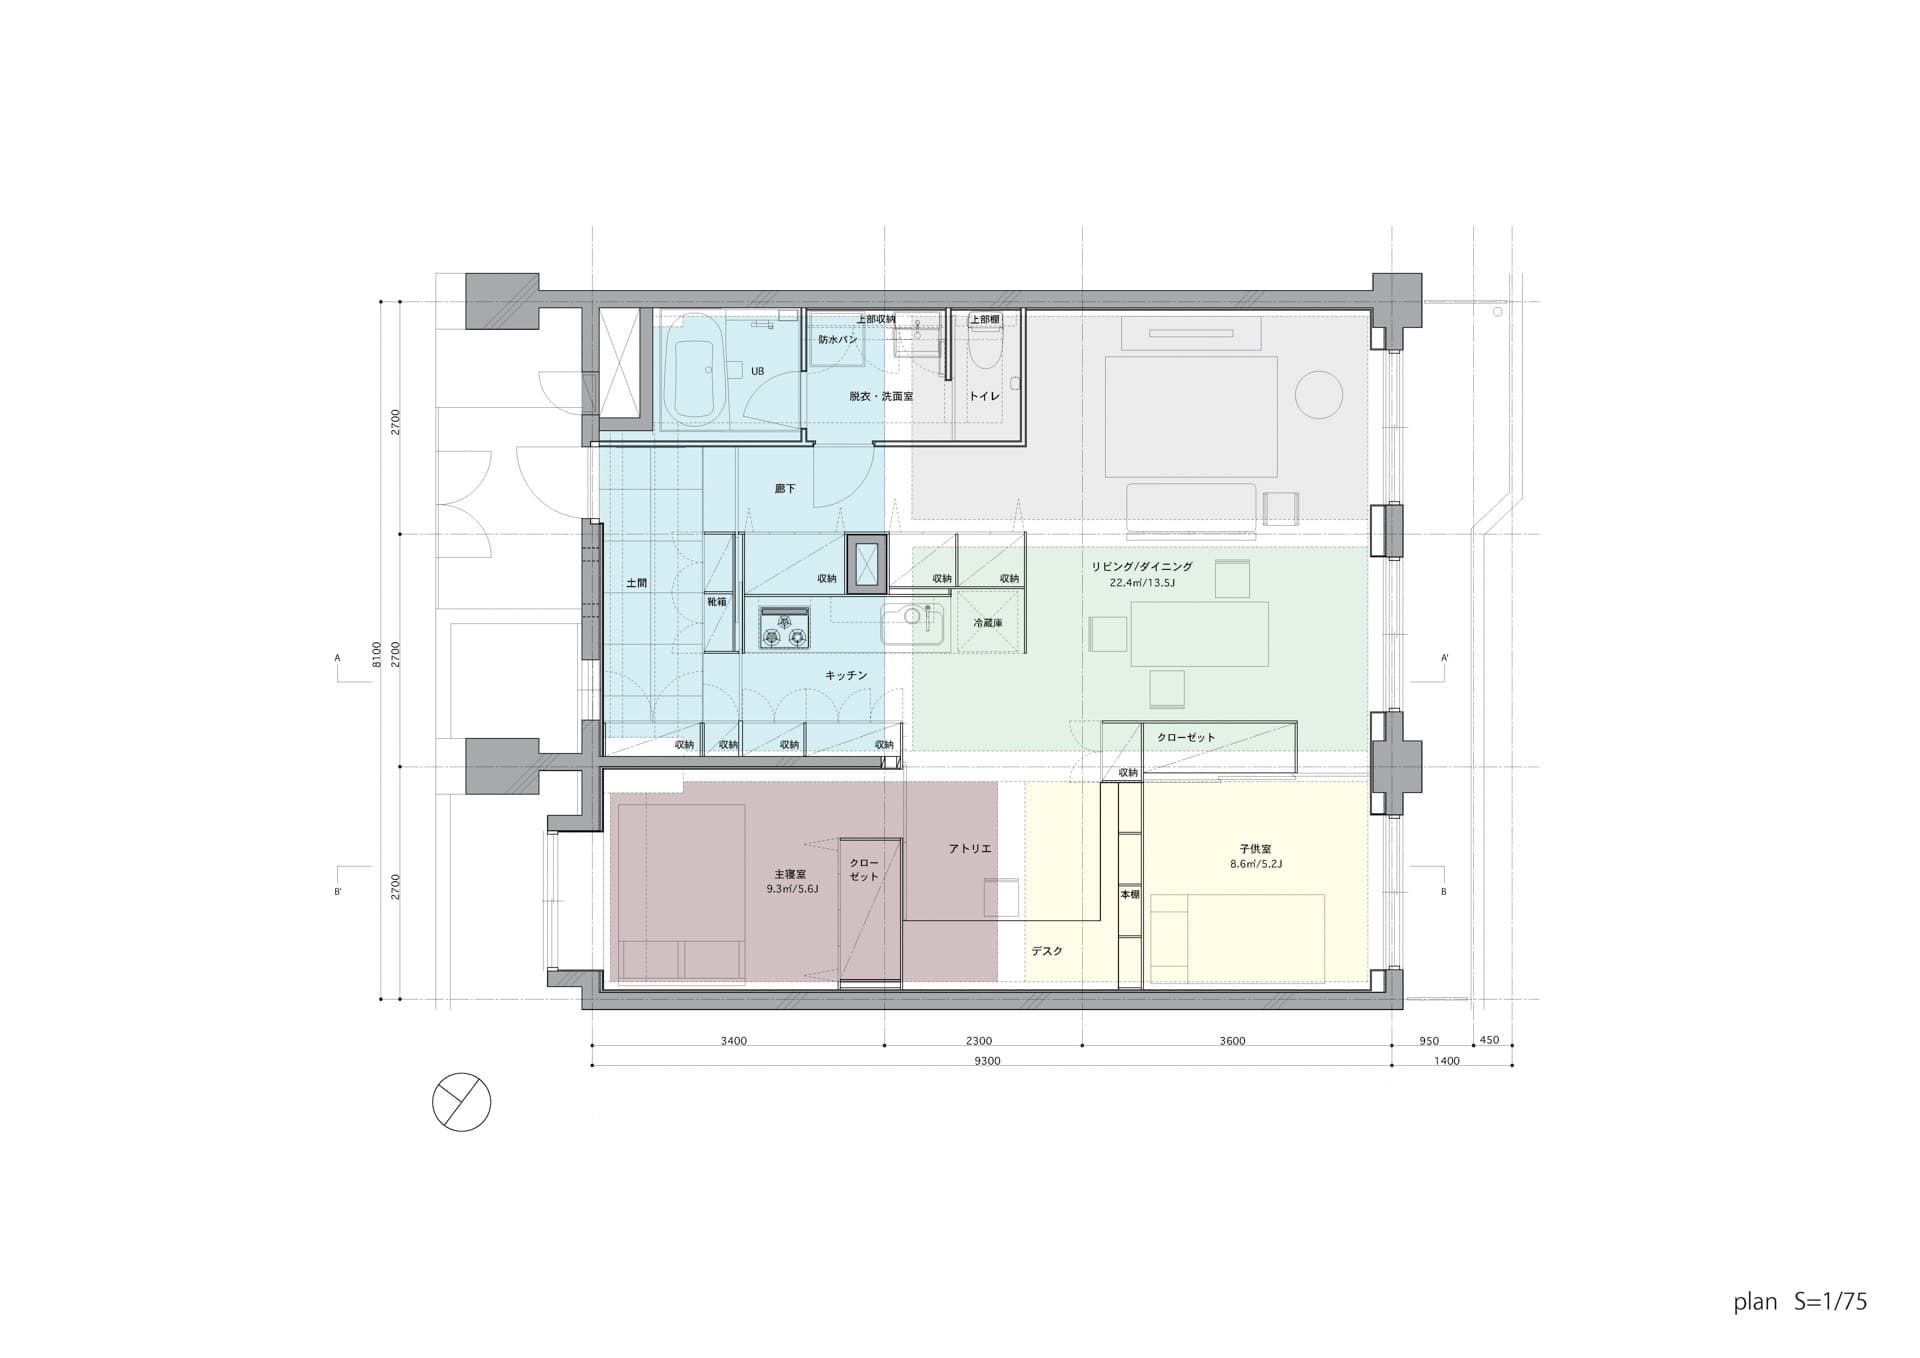 上部収納
上部棚
防水パン
UB
脱衣・洗面室
トイレ
2700
廊下
土間
収納
収納
収納
リビング/ダイニング
22.4㎡/13.5J
靴箱
冷蔵庫
8100
2700
A
A'
キッチン
収納
収納
収納
収納
クローゼット
収納
アトリエ
子供室
8.6㎡/5.2J
クロー
ゼット
主寝室
9.3㎡/5.6J
2700
B'
B
本棚
デスク
3400
2300
3600
950
450
9300
1400
plan S=1/75